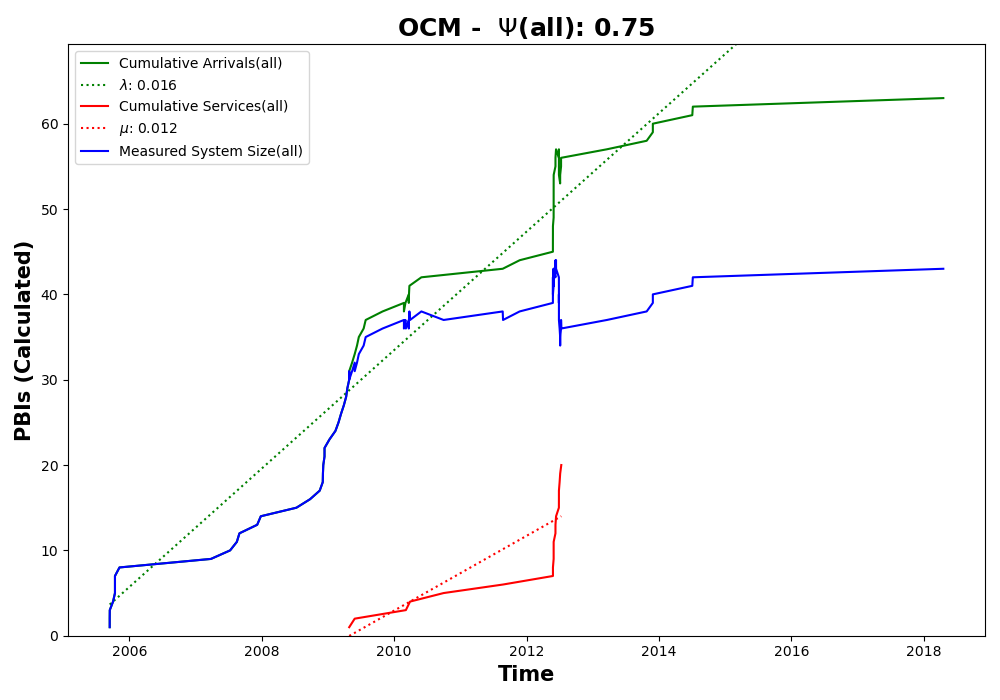 OCM -  Ψ(all): 0.75
Cumulative Arrivals(all)
λ: 0.016
Cumulative Services(all)
μ: 0.012
Measured System Size(all)
PBIs (Calculated)
60
50
40
30
20
10
0
2006 2008 2010 2012 2014 2016 2018
Time